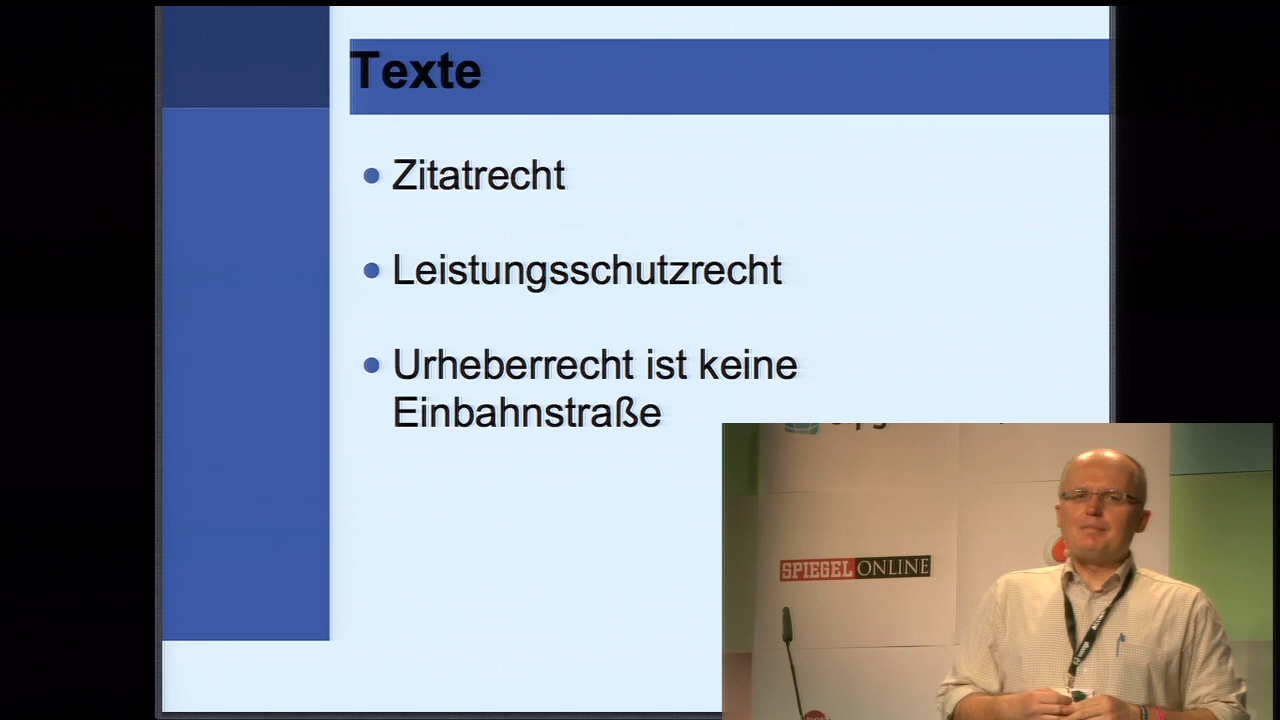 Texte
Zitatrecht
Leistungsschutzrecht
Urheberrecht ist keine
Einbahnstraße
SPIEGEL ONLINE